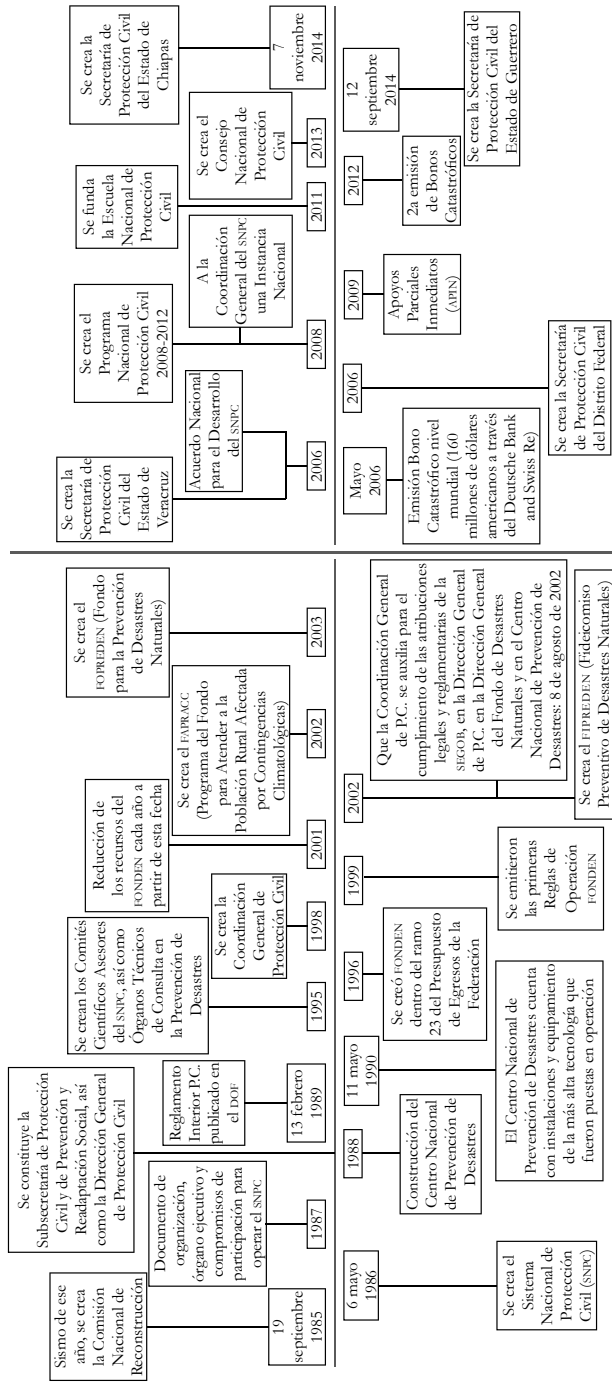 Sismo de ese
año, se crea
la Comisión
Nacional de
Reconstrucción
19
septiembre
1985
6 mayo
1986
Se crea el
Sistema
Nacional de
Protección
Civil (SNPC)
Documento de
organización,
órgano ejecutivo y
compromisos de
participación para
operar el SNPC
1987
Se constituye la
Subsecretaría de Protección
Civil y de Prevención y
Readaptación Social, así
como la Dirección General
de Protección Civil
1988
Construcción del
Centro Nacional
de Prevención de
Desastres
Reglamento
Interior P.C.
publicado en
el DOF
13 febrero
1989
11 mayo
1990
El Centro Nacional de
Prevención de Desastres cuenta
con instalaciones y equipamiento
de la más alta tecnología que
fueron puestas en operación
Se crean los Comités
Científicos Asesores
del SNPC, así como
Órganos Técnicos
de Consulta en
la Prevención de
Desastres
1995
1996
Se creó FONDEN
dentro del ramo
23 del Presupuesto
de Egresos de la
Federación
Se crea la
Coordinación
General de
Protección Civil
1998
1999
Se emitieron
las primeras
Reglas de
Operación
FONDEN
Reducción de
los recursos del
FONDEN cada año a
partir de esta fecha
2001
Se crea el FAPRACC
(Programa del Fondo
para Atender a la
Población Rural Afectada
por Contingencias
Climatológicas)
2002
2002
Que la Coordinación General
de P.C. se auxilia para el
cumplimiento de las atribuciones
legales y reglamentarias de la
SEGOB, en la Dirección General
de P.C. en la Dirección General
del Fondo de Desastres
Naturales y en el Centro
Nacional de Prevención de
Desastres: 8 de agosto de 2002
Se crea el FIPREDEN (Fideicomiso
Preventivo de Desastres Naturales)
Se crea el
FOPREDEN (Fondo
para la Prevención
de Desastres
Naturales)
2003
Se crea la
Secretaría de
Protección
Civil del
Estado de
Veracruz
Acuerdo Nacional
para el Desarrollo
del SNPC
2006
Mayo
2006
Emisión Bono
Catastrófico nivel
mundial (160
millones de dólares
americanos a través
del Deutsche Bank
and Swiss Re)
2006
Se crea la Secretaría
de Protección Civil
del Distrito Federal
Se crea el
Programa
Nacional de
Protección Civil
2008-2012
A la
Coordinación
General del SNPC
una Instancia
Nacional
2008
2009
Apoyos
Parciales
Inmediatos
(APIN)
Se funda
la Escuela
Nacional de
Protección
Civil
2011
2012
2a emisión
de Bonos
Catastróficos
Se crea el
Consejo
Nacional de
Protección
Civil
2013
12
septiembre
2014
Se crea la Secretaría de
Protección Civil del
Estado de Guerrero
Se crea la
Secretaría de
Protección Civil
del Estado de
Chiapas
7
noviembre
2014